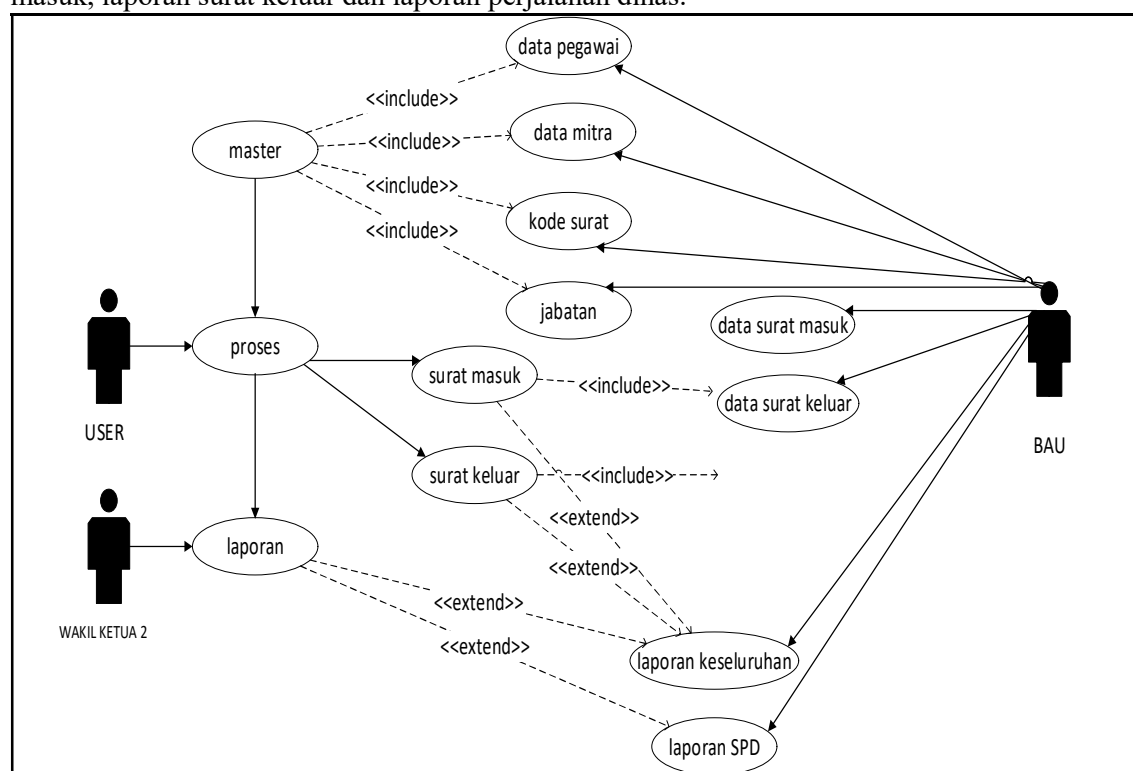 masuk, laporan surat keluar dan laporan perjalanan dinas.
data pegawai
<<include>>
data mitra
<<include>>
master
<<include>>
kode surat
<<include>>
jabatan
data surat masuk
proses
surat masuk
<<include>>
data surat keluar
USER
BAU
surat keluar
<<include>>
<<extend>>
laporan
<<extend>>
<<extend>>
WAKIL KETUA 2
<<extend>>
laporan keseluruhan
laporan SPD